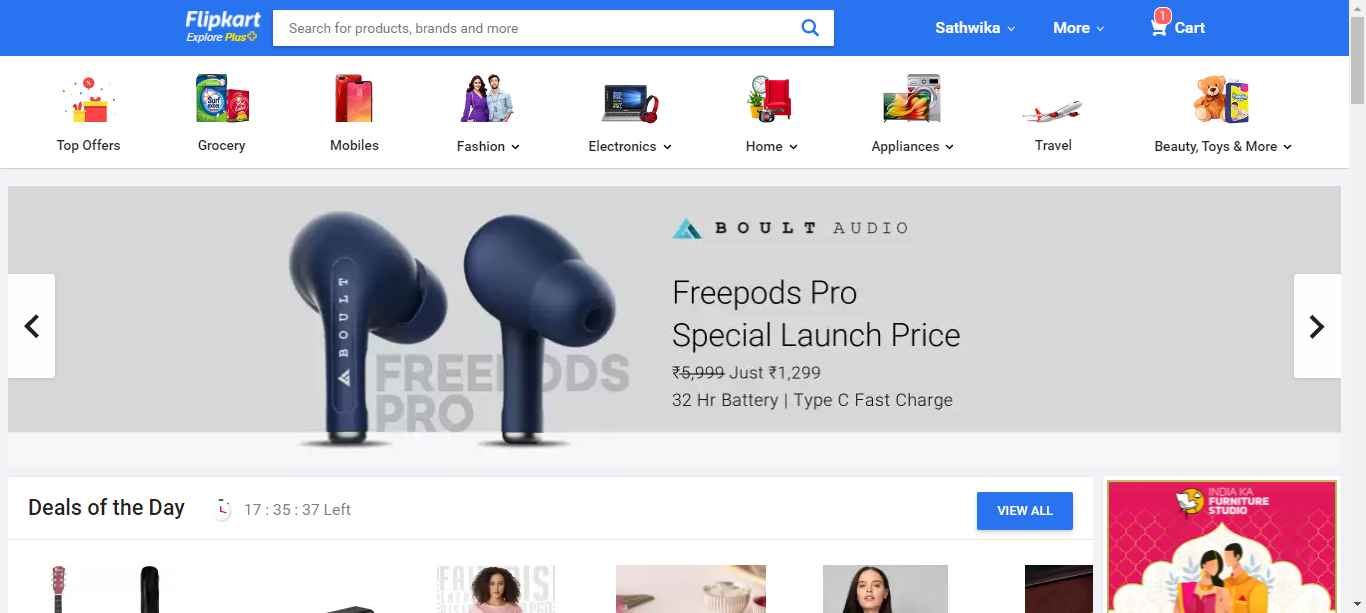 Flipkart
Explore Plus
Search for products, brands and more
Sathwika
More
1
Cart
Top Offers
Grocery
Mobiles
Fashion
Electronics
Home
Appliances
Travel
Beauty, Toys & More
BOULT AUDIO
Freepods Pro
Special Launch Price
₹5,999 Just ₹1,299
32 Hr Battery | Type C Fast Charge
BOULT
FREEPODS
PRO
Deals of the Day
17 : 35 : 37 Left
VIEW ALL
INDIA KA
FURNITURE
STUDIO